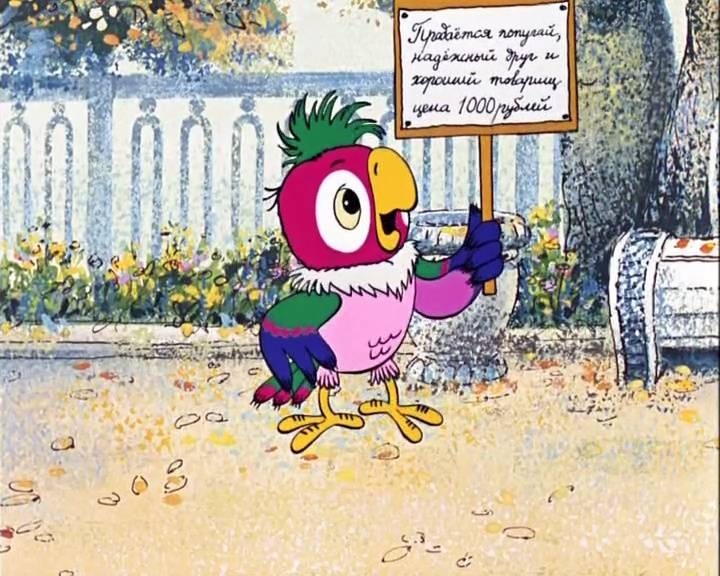 Продаётся попугай,
надёжный друг и
хороший товарищ
цена 1000 рублей